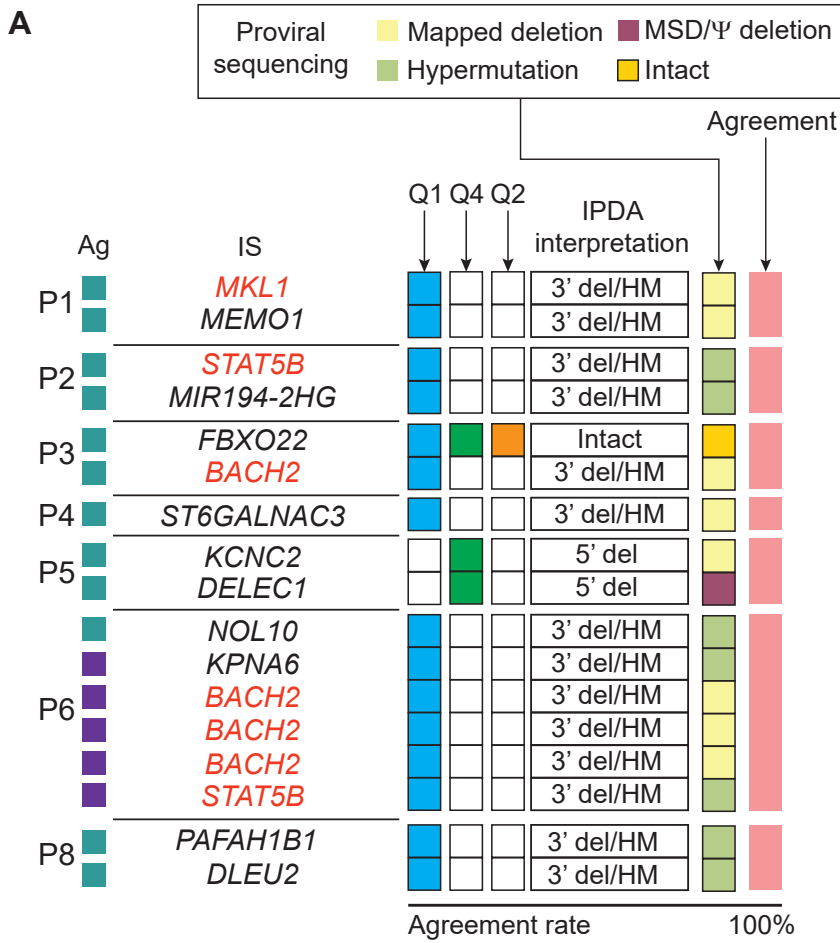 A
Proviral sequencing
Mapped deletion
MSD/Ψ deletion
Hypermutation
Intact
Agreement
Q1 Q4 Q2
IPDA interpretation
Ag IS
P1
MKL1 3’ del/HM
MEMO1 3’ del/HM
P2
STAT5B 3’ del/HM
MIR194-2HG 3’ del/HM
P3
FBXO22 Intact
BACH2 3’ del/HM
P4 ST6GALNAC3 3’ del/HM
P5
KCNC2 5’ del
DELEC1 5’ del
P6
NOL10 3’ del/HM
KPNA6 3’ del/HM
BACH2 3’ del/HM
BACH2 3’ del/HM
BACH2 3’ del/HM
STAT5B 3’ del/HM
P8
PAFAH1B1 3’ del/HM
DLEU2 3’ del/HM
Agreement rate 100%